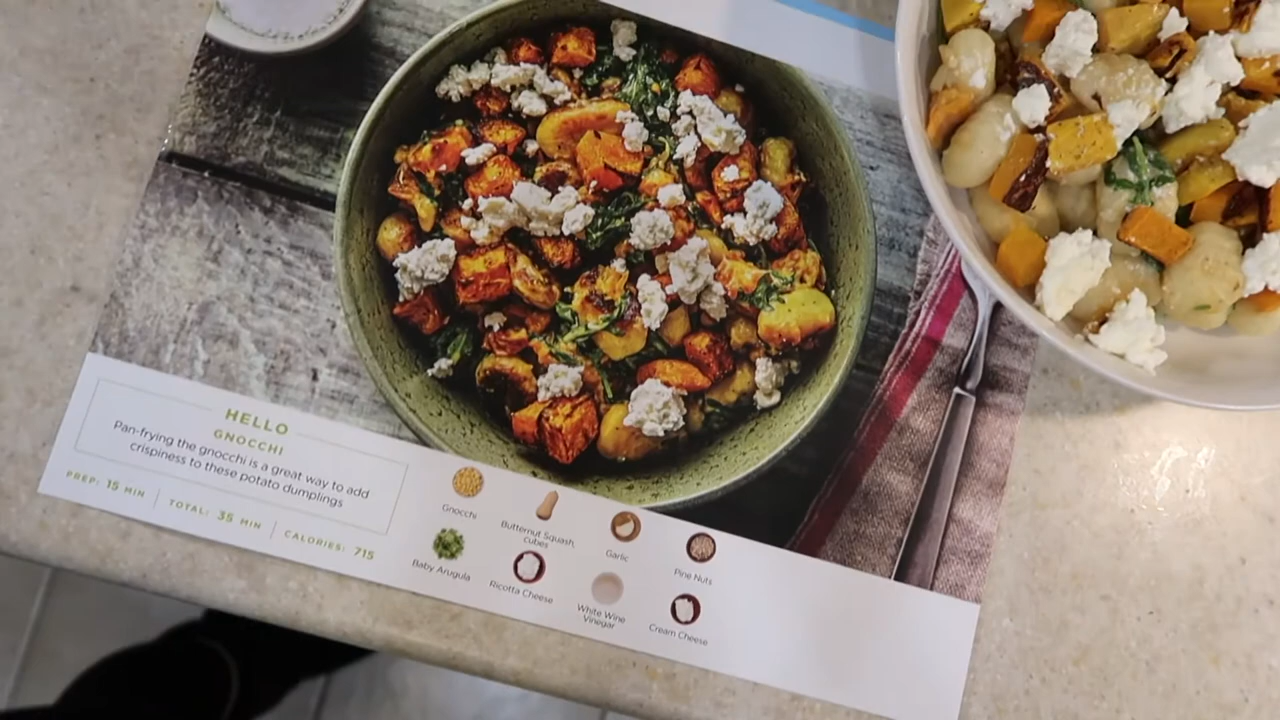 HELLO
GNOCCHI
Pan-frying the gnocchi is a great way to add
crispiness to these potato dumplings
PREP: 15 MIN
TOTAL: 35 MIN
CALORIES: 715
Gnocchi
Butternut Squash,
cubes
Garlic
Pine Nuts
Baby Arugula
Ricotta Cheese
White Wine
Vinegar
Cream Cheese